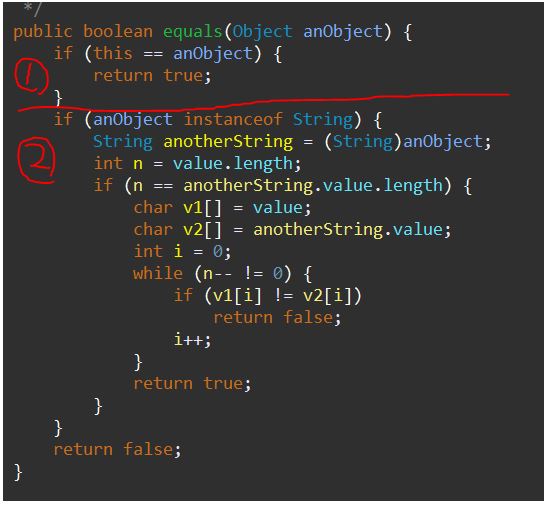 */
public boolean equals(Object anObject) {
if (this == anObject) {
① return true;
}
if (anObject instanceof String) {
② String anotherString = (String)anObject;
int n = value.length;
if (n == anotherString.value.length) {
char v1[] = value;
char v2[] = anotherString.value;
int i = 0;
while (n-- != 0) {
if (v1[i] != v2[i])
return false;
i++;
}
return true;
}
}
return false;
}